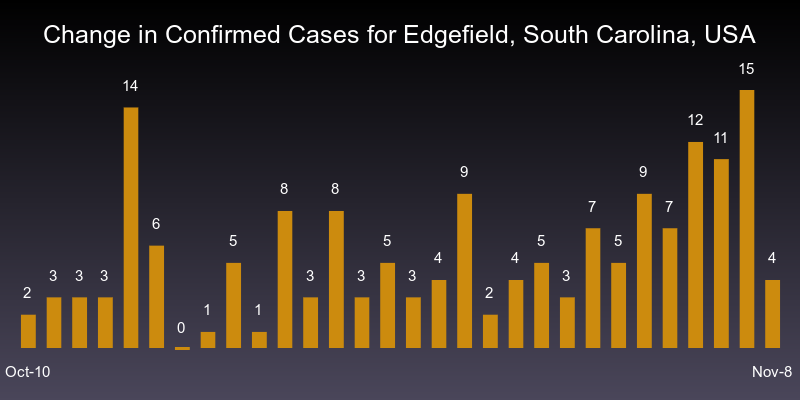 Change in Confirmed Cases for Edgefield, South Carolina, USA
2 3 3 3 14 6 0 1 5 1 8 3 8 3 5 3 4 9 2 4 5 3 7 5 9 7 12 11 15 4
Oct-10 Nov-8